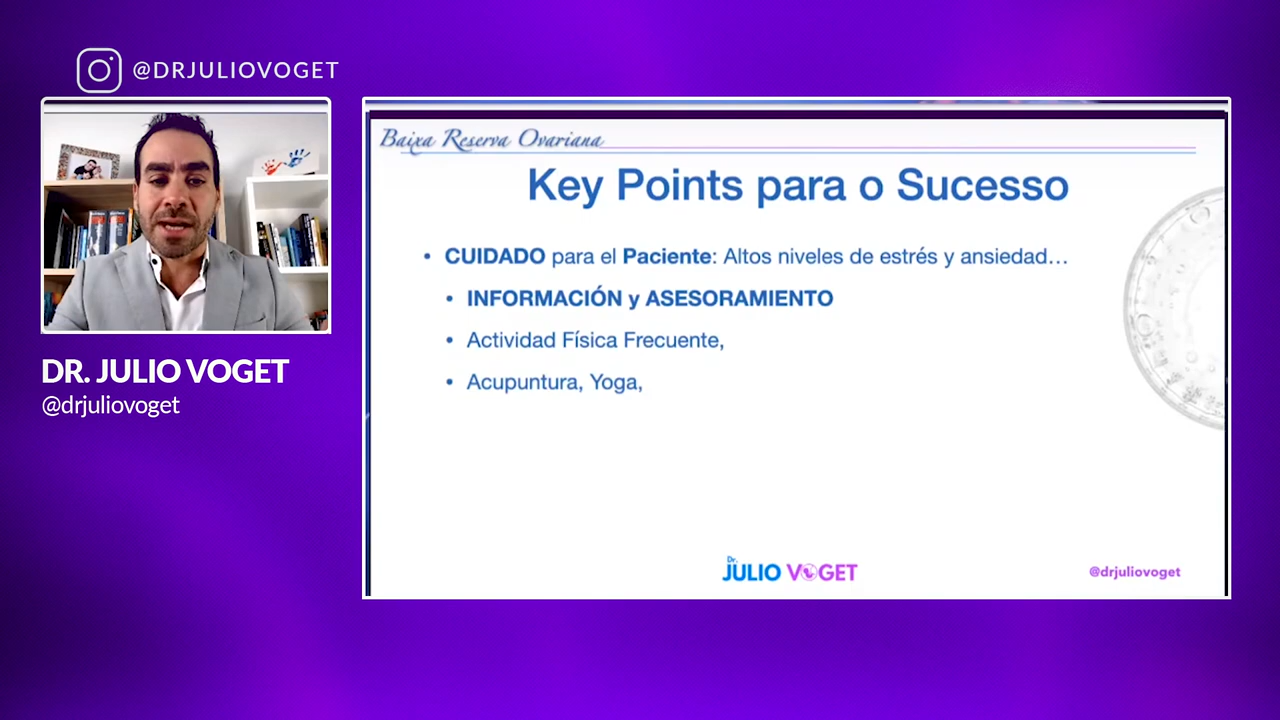 @DRJULIOVOGET
DR. JULIO VOGET
@drjuliovoget
Baixa Reserva Ovariana
Key Points para o Sucesso
• CUIDADO para el Paciente: Altos niveles de estrés y ansiedad…
• INFORMACIÓN y ASESORAMIENTO
• Actividad Física Frecuente,
• Acupuntura, Yoga,
Dr.
JULIO VOGET
@drjuliovoget